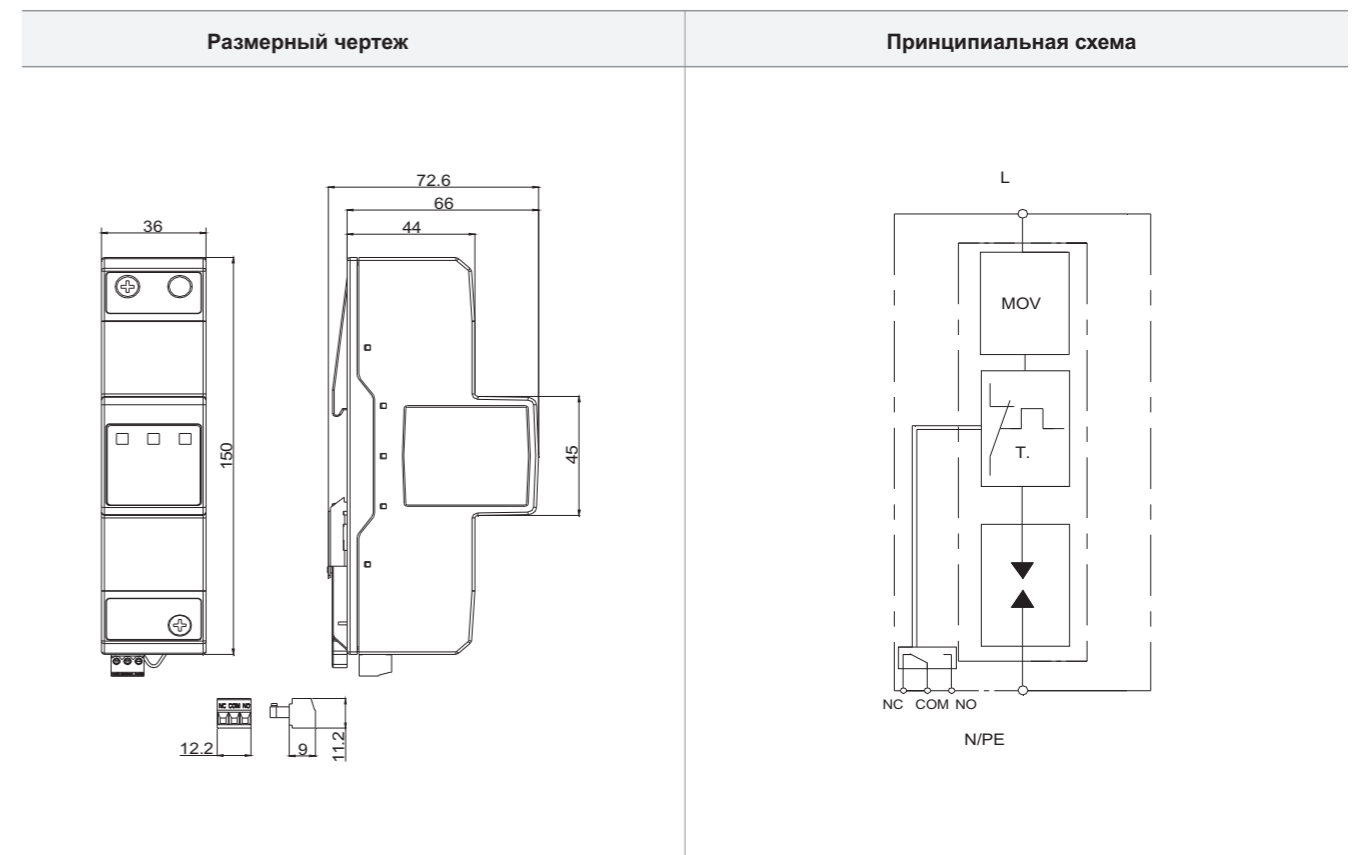 Размерный чертеж
Принципиальная схема
72.6
66
44
36
150
45
NC COM NO
12.2
9
11.2
L
MOV
T.
NC COM NO
N/PE